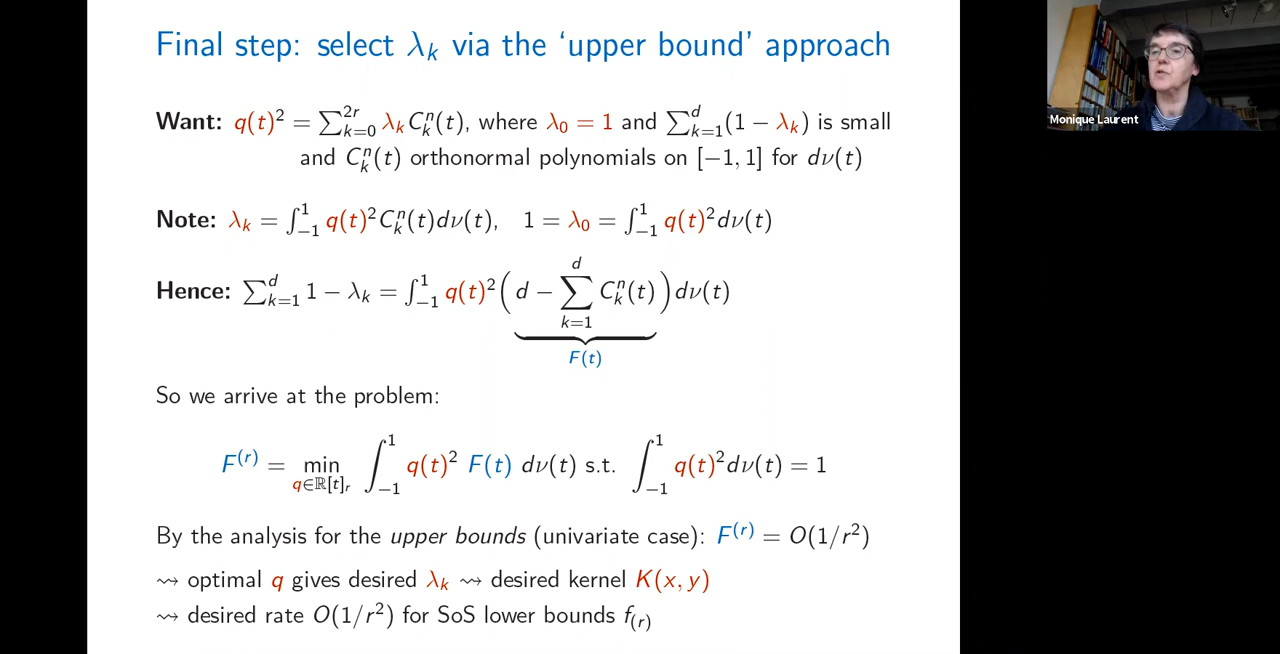 Final step: select λ_k via the ‘upper bound’ approach
Want: q(t)² = ∑_{k=0}^{2r} λ_k C_k^n(t), where λ_0 = 1 and ∑_{k=1}^{d}(1 − λ_k) is small
and C_k^n(t) orthonormal polynomials on [−1, 1] for dν(t)
Note: λ_k = ∫_{−1}^{1} q(t)² C_k^n(t)dν(t), 1 = λ_0 = ∫_{−1}^{1} q(t)² dν(t)
Hence: ∑_{k=1}^{d} 1 − λ_k = ∫_{−1}^{1} q(t)² ( d − ∑_{k=1}^{d} C_k^n(t) ) dν(t)
F(t)
So we arrive at the problem:
F^{(r)} = min_{q∈ℝ[t]_r} ∫_{−1}^{1} q(t)² F(t) dν(t) s.t. ∫_{−1}^{1} q(t)² dν(t) = 1
By the analysis for the upper bounds (univariate case): F^{(r)} = O(1/r²)
⇝ optimal q gives desired λ_k ⇝ desired kernel K(x, y)
⇝ desired rate O(1/r²) for SoS lower bounds f_{(r)}
Monique Laurent